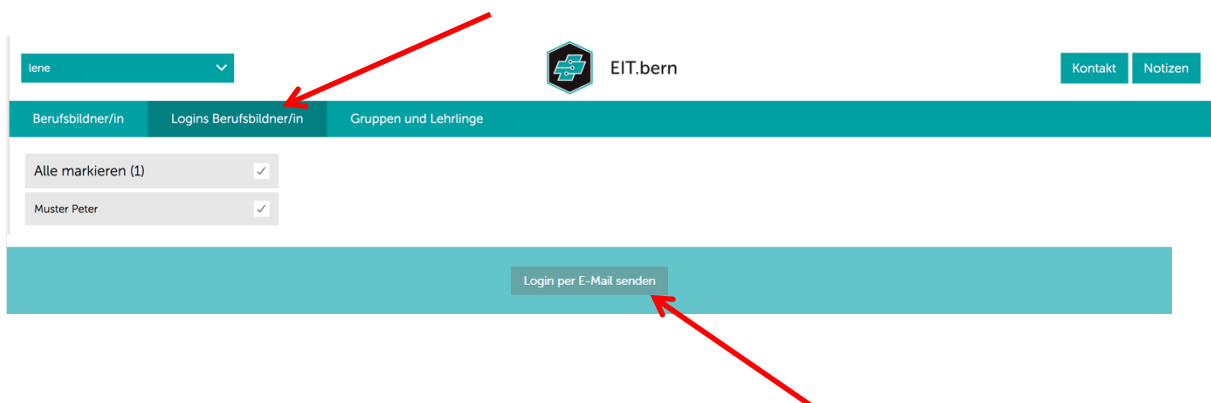 lene
EIT.bern
Kontakt Notizen
Berufsbildner/in Logins Berufsbildner/in Gruppen und Lehrlinge
Alle markieren (1)
Muster Peter
Login per E-Mail senden